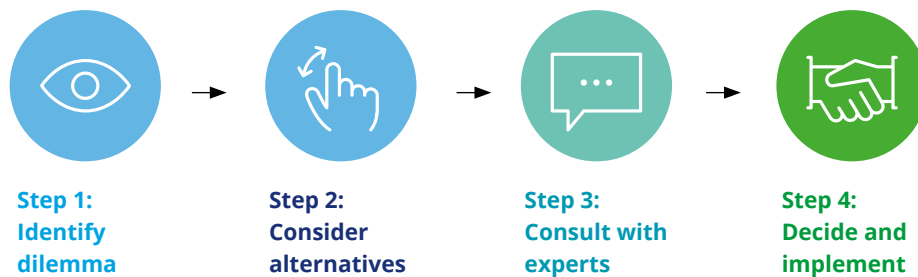 Step 1:
Identify
dilemma
Step 2:
Consider
alternatives
Step 3:
Consult with
experts
Step 4:
Decide and
implement